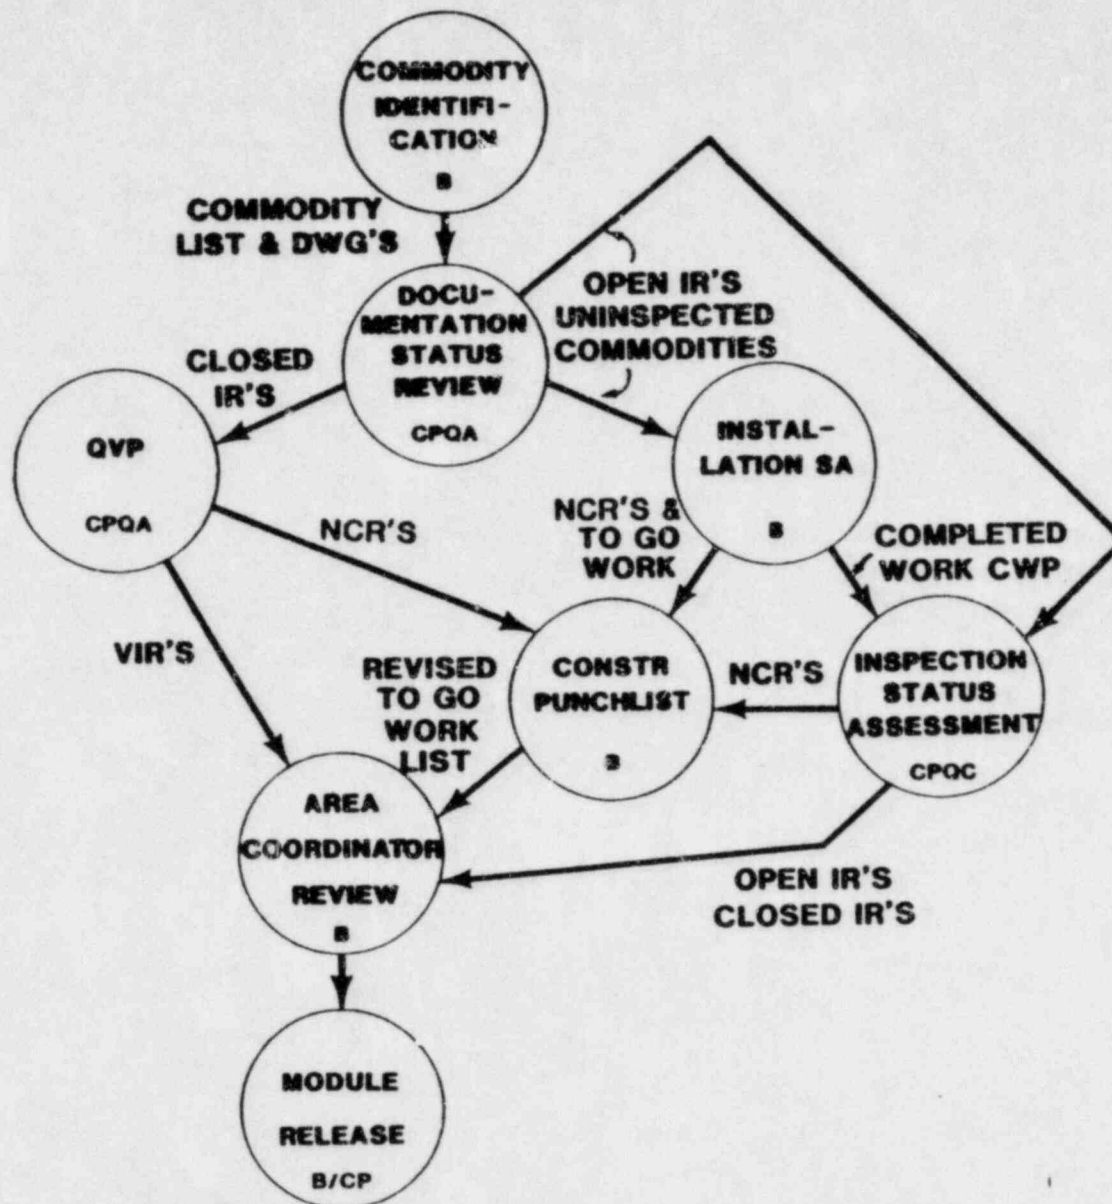 COMMODITY
IDENTIFI-
CATION
B
COMMODITY
LIST & DWG'S
DOCU-
MENTATION
STATUS
REVIEW
CPQA
OPEN IR'S
UNINSPECTED
COMMODITIES
CLOSED
IR'S
QVP
CPQA
INSTAL-
LATION SA
B
NCR'S
NCR'S &
TO GO
WORK
COMPLETED
WORK CWP
VIR'S
REVISED
TO GO
WORK
LIST
CONSTR
PUNCHLIST
B
NCR'S
INSPECTION
STATUS
ASSESSMENT
CPQC
AREA
COORDINATOR
REVIEW
B
OPEN IR'S
CLOSED IR'S
MODULE
RELEASE
B/CP